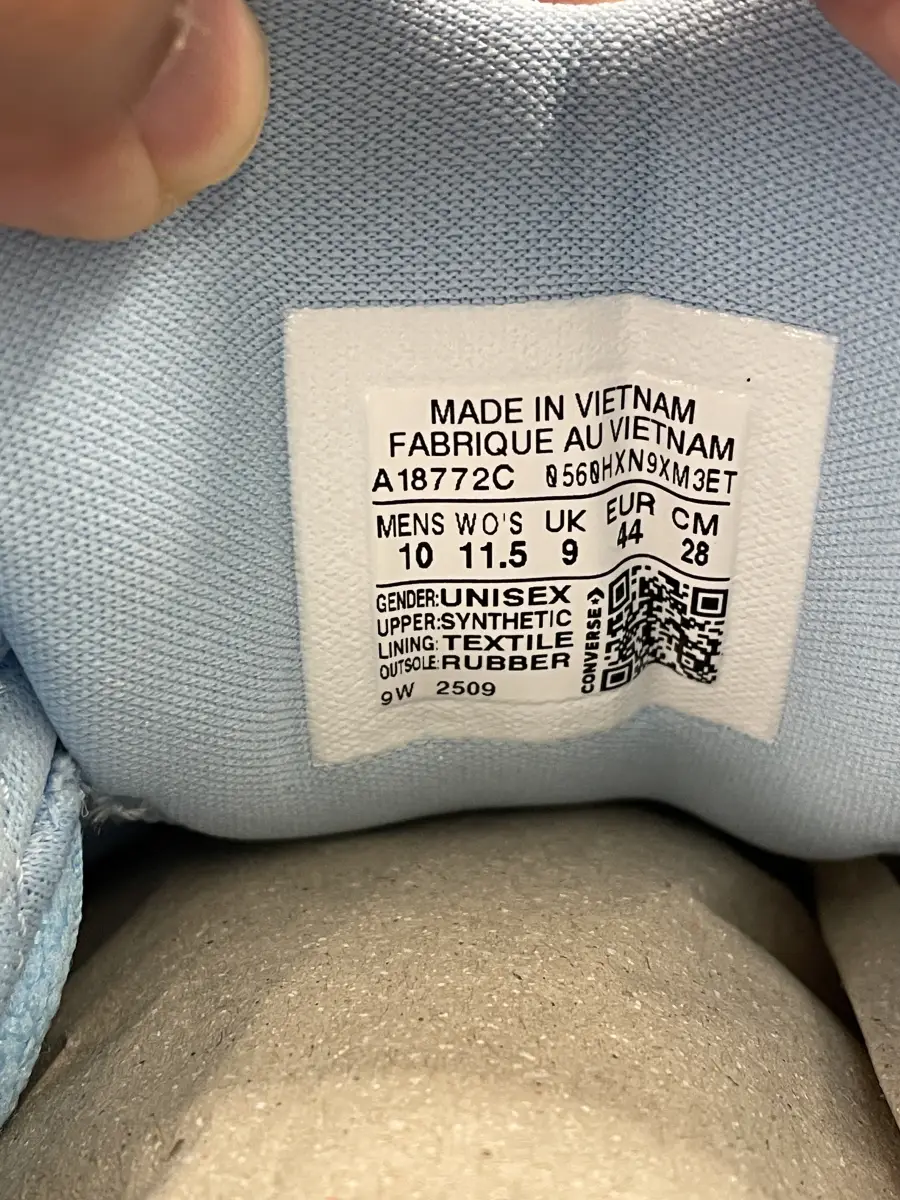 MADE IN VIETNAM
FABRIQUE AU VIETNAM
A18772C 0560HXN9XM3ET
MENS WO'S UK EUR CM
10 11.5 9 44 28
GENDER:UNISEX
UPPER:SYNTHETIC
LINING:TEXTILE
OUTSOLE:RUBBER
9W 2509
CONVERSE